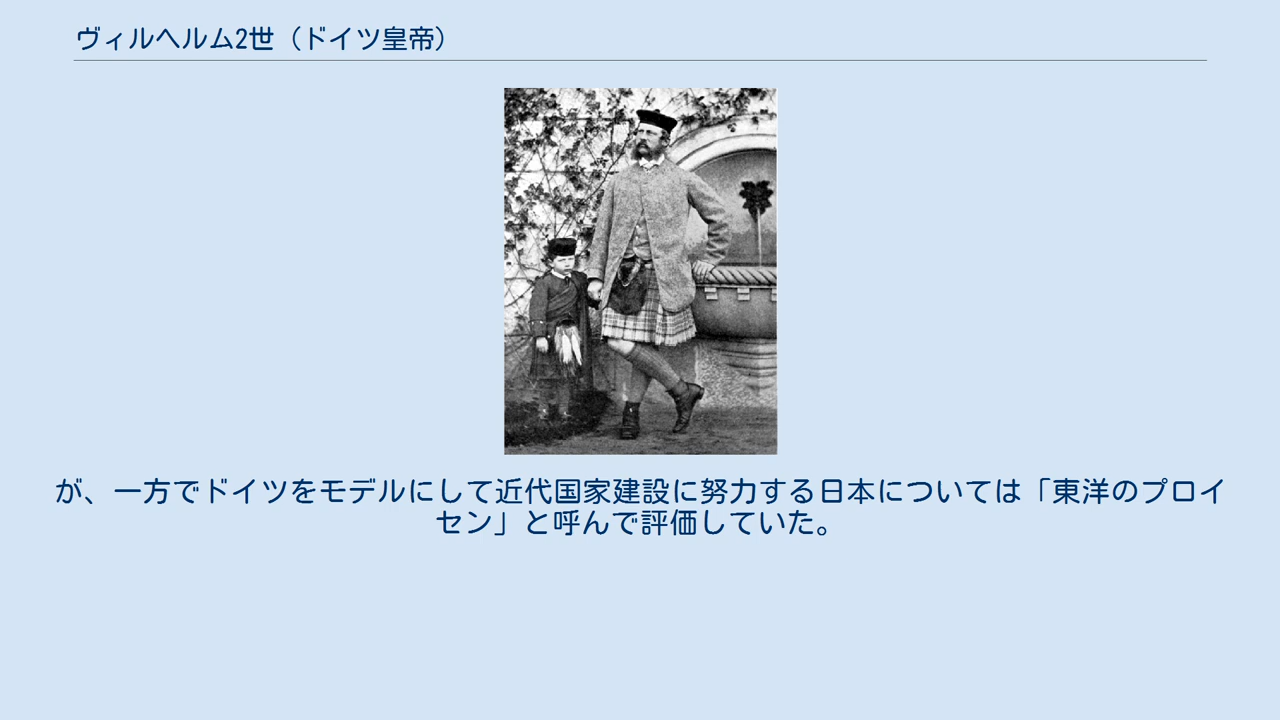 ヴィルヘルム2世（ドイツ皇帝）
が、一方でドイツをモデルにして近代国家建設に努力する日本については「東洋のプロイ
セン」と呼んで評価していた。